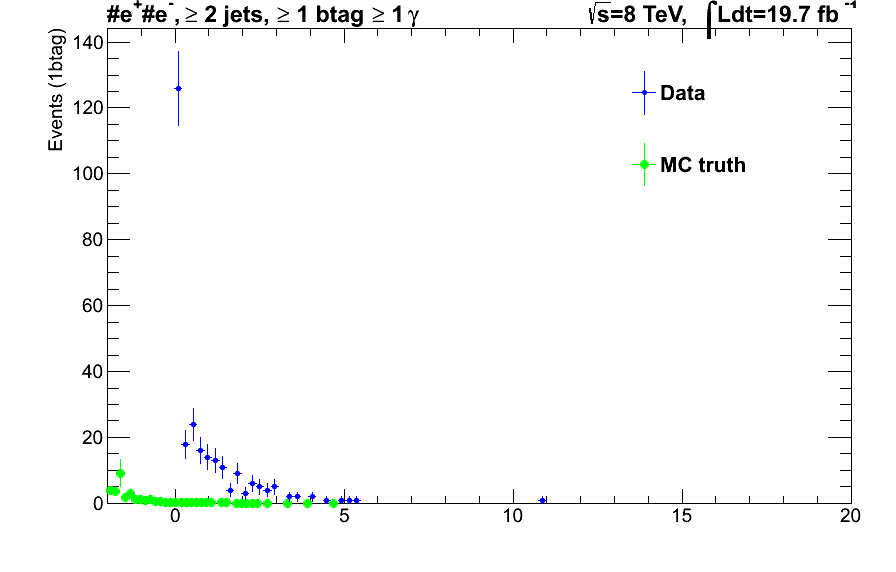 #e+#e-, ≥ 2 jets, ≥ 1 btag ≥ 1 γ
√s=8 TeV, ∫Ldt=19.7 fb-1
Events (1btag)
Data
MC truth
140
120
100
80
60
40
20
0
0 5 10 15 20